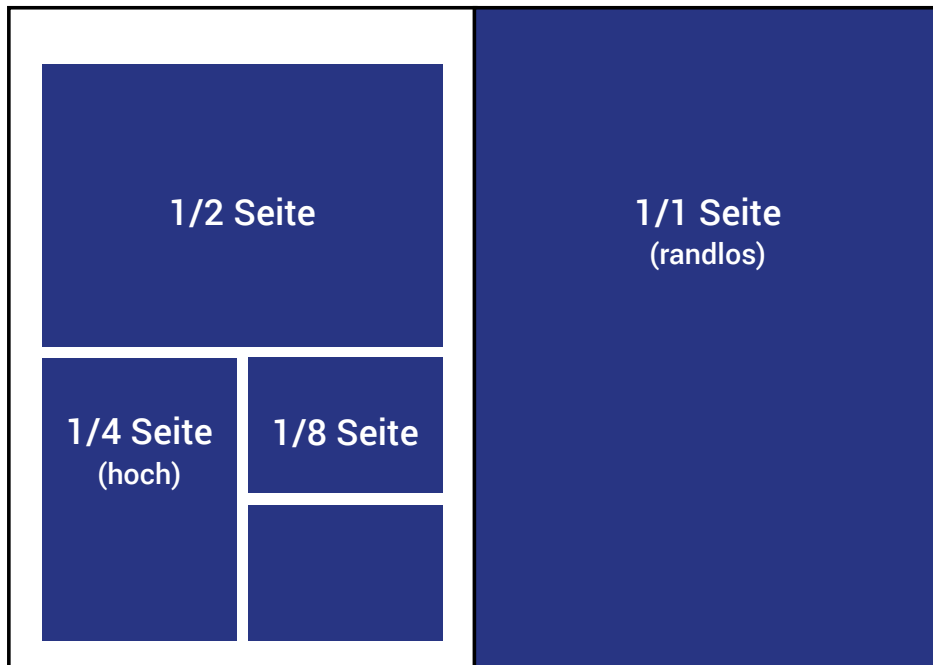 1/2 Seite
1/4 Seite
(hoch)
1/8 Seite
1/1 Seite
(randlos)